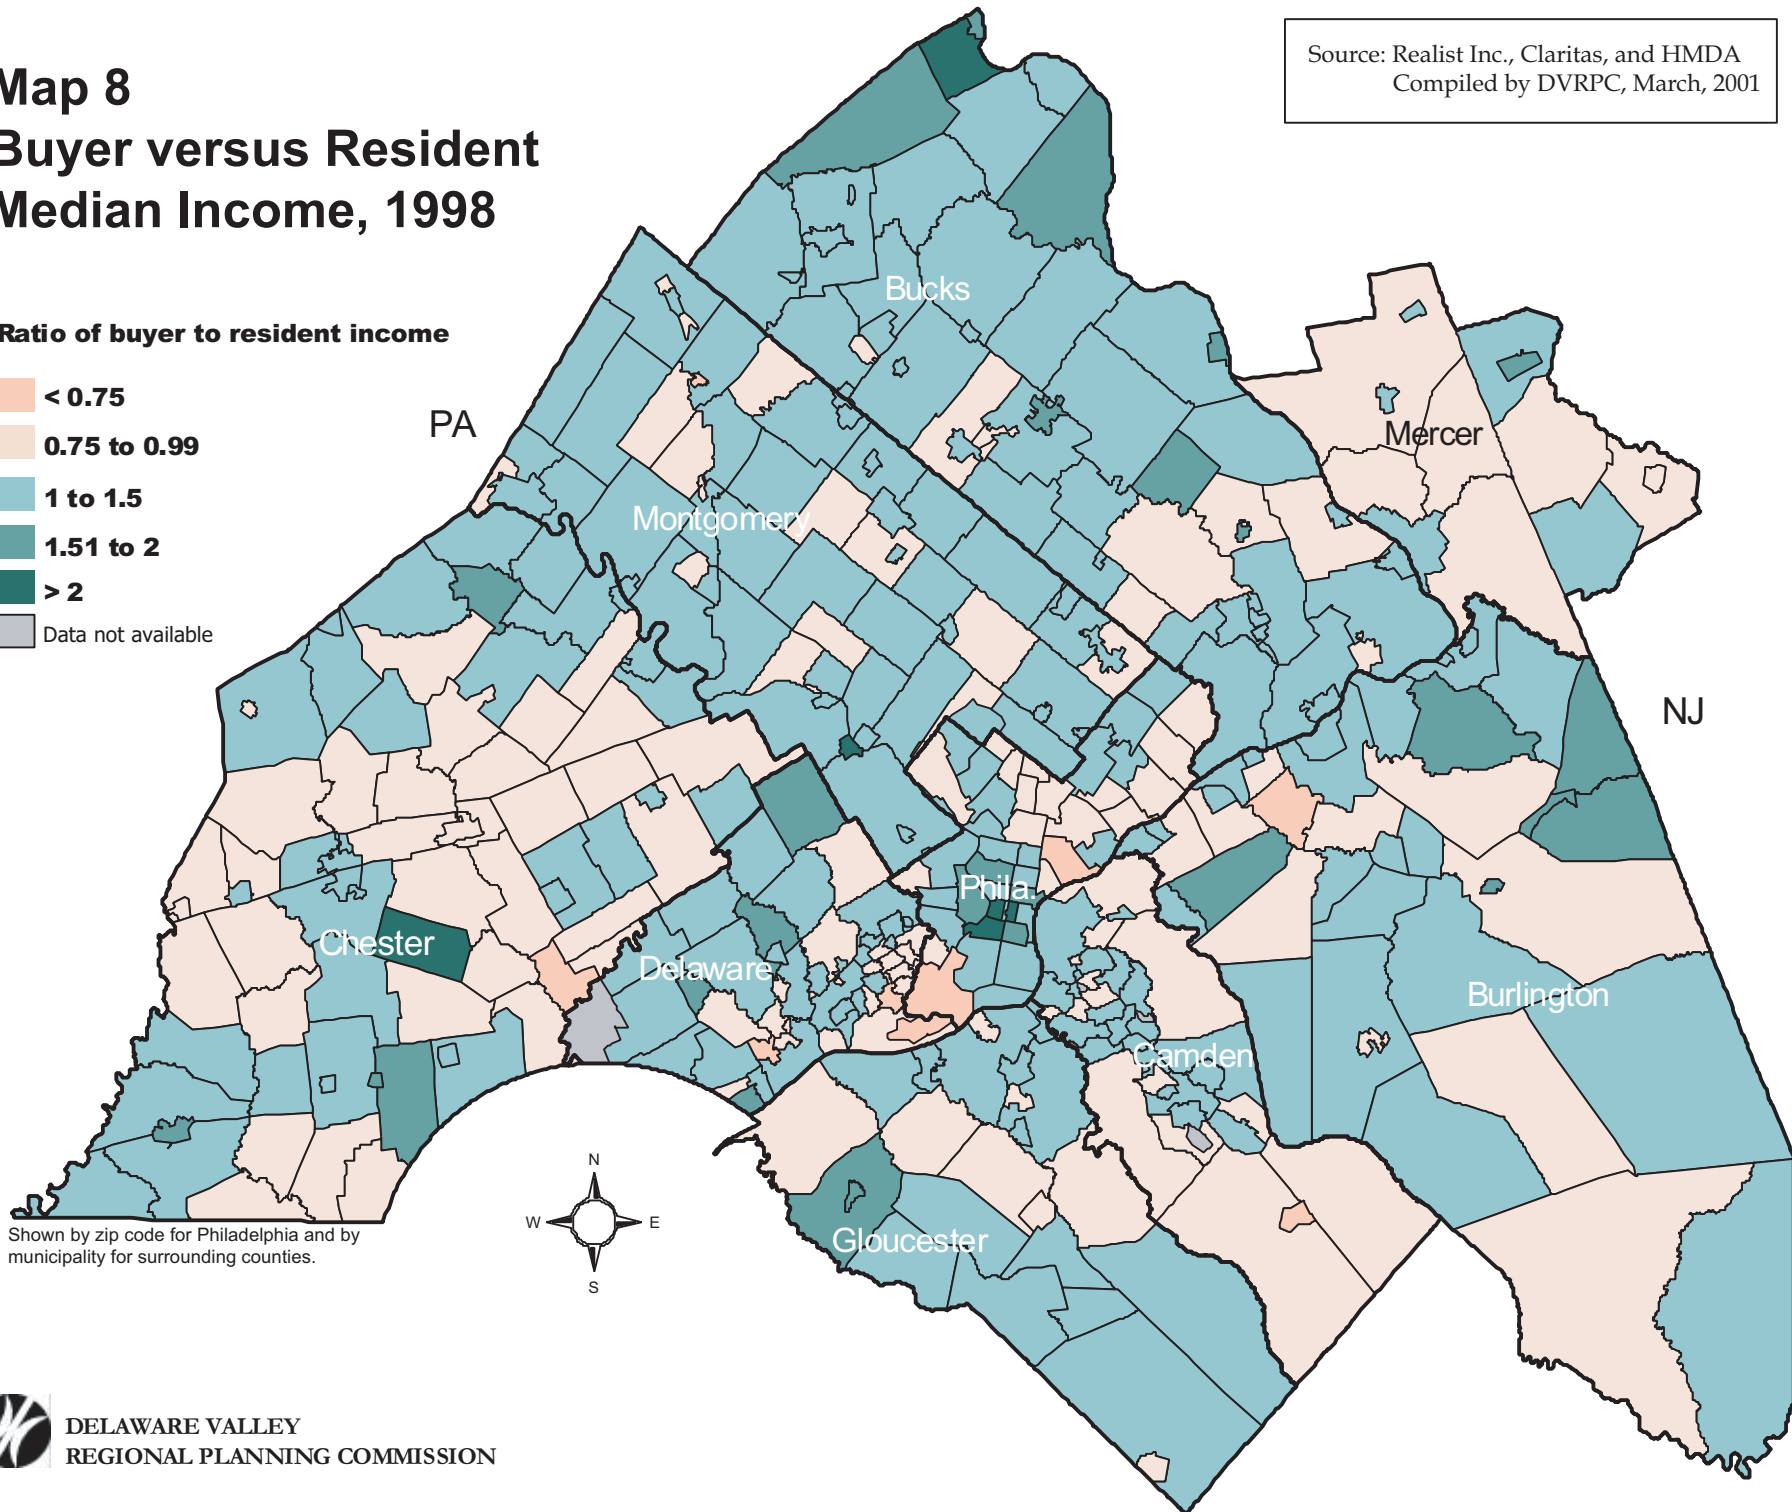 Map 8
Buyer versus Resident
Median Income, 1998
Source: Realist Inc., Claritas, and HMDA
Compiled by DVRPC, March, 2001
Ratio of buyer to resident income
< 0.75
0.75 to 0.99
1 to 1.5
1.51 to 2
> 2
Data not available
PA
NJ
Bucks
Mercer
Montgomery
Phila.
Chester
Delaware
Burlington
Camden
Gloucester
N
W
E
S
Shown by zip code for Philadelphia and by
municipality for surrounding counties.
DELAWARE VALLEY
REGIONAL PLANNING COMMISSION